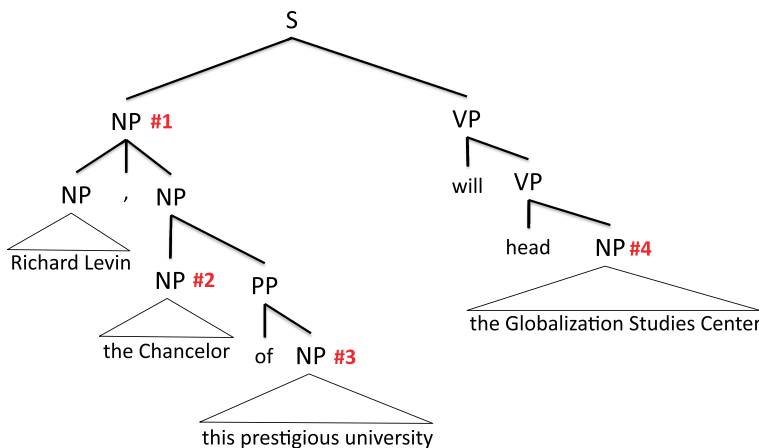 S
NP #1
VP
NP , NP
will VP
Richard Levin
NP #2 PP
head NP #4
the Chancelor
of NP #3
the Globalization Studies Center
this prestigious university